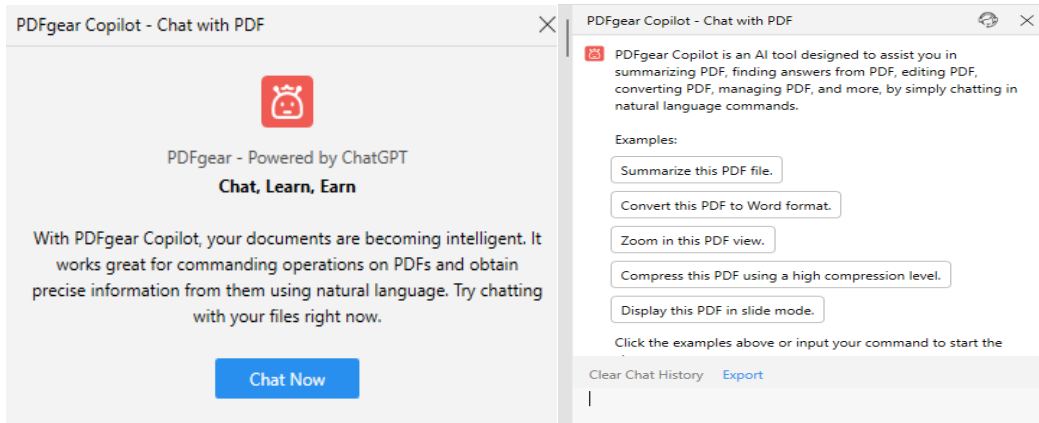 PDFgear Copilot - Chat with PDF
PDFgear - Powered by ChatGPT
Chat, Learn, Earn
With PDFgear Copilot, your documents are becoming intelligent. It
works great for commanding operations on PDFs and obtain
precise information from them using natural language. Try chatting
with your files right now.
Chat Now
PDFgear Copilot - Chat with PDF
PDFgear Copilot is an AI tool designed to assist you in
summarizing PDF, finding answers from PDF, editing PDF,
converting PDF, managing PDF, and more, by simply chatting in
natural language commands.
Examples:
Summarize this PDF file.
Convert this PDF to Word format.
Zoom in this PDF view.
Compress this PDF using a high compression level.
Display this PDF in slide mode.
Click the examples above or input your command to start the
Clear Chat History Export